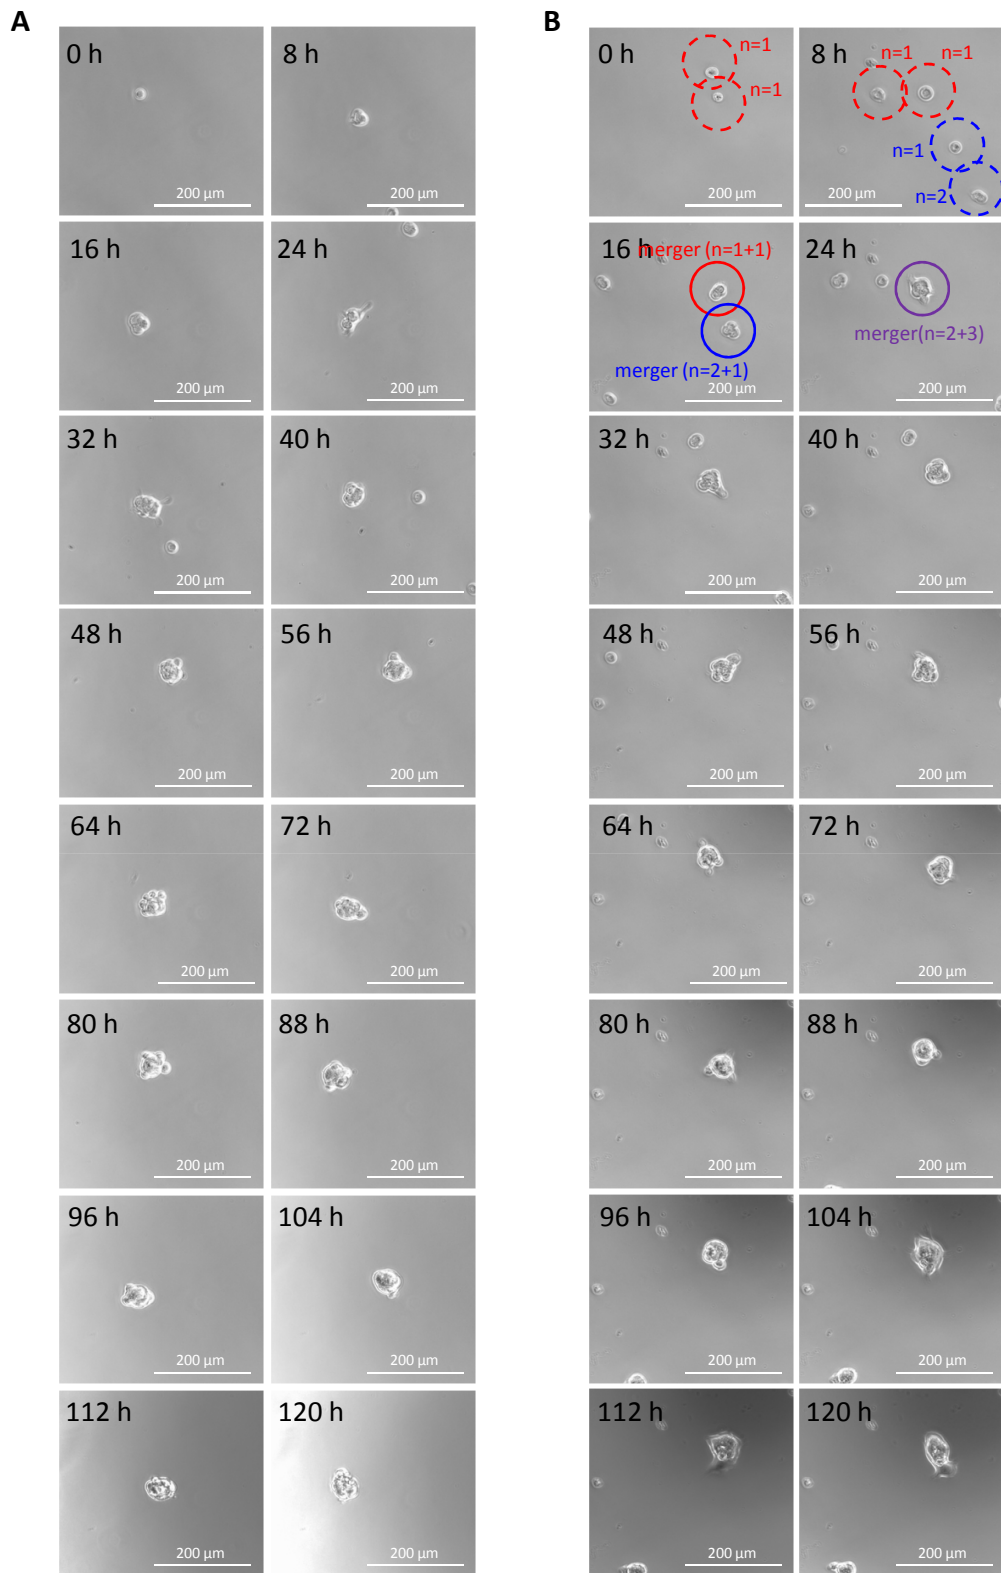 A
0 h
200 µm
8 h
200 µm
16 h
200 µm
24 h
200 µm
32 h
200 µm
40 h
200 µm
48 h
200 µm
56 h
200 µm
64 h
200 µm
72 h
200 µm
80 h
200 µm
88 h
200 µm
96 h
200 µm
104 h
200 µm
112 h
200 µm
120 h
200 µm
B
0 h
n=1
n=1
200 µm
8 h
n=1
n=1
n=1
n=2
200 µm
16 h
merger (n=1+1)
merger (n=2+1)
200 µm
24 h
merger(n=2+3)
200 µm
32 h
200 µm
40 h
200 µm
48 h
200 µm
56 h
200 µm
64 h
200 µm
72 h
200 µm
80 h
200 µm
88 h
200 µm
96 h
200 µm
104 h
200 µm
112 h
200 µm
120 h
200 µm